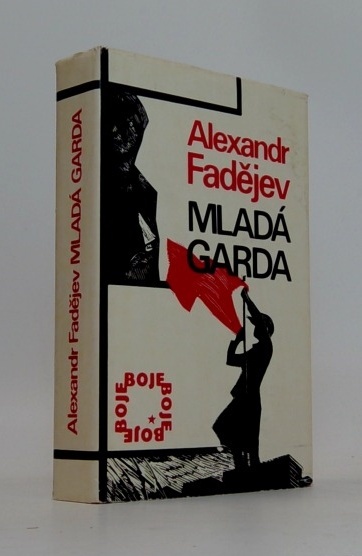 Alexandr Fadějev MLADÁ GARDA
Alexandr
Fadějev
MLADÁ
GARDA
BOJE
BOJE
BOJE
BOJE